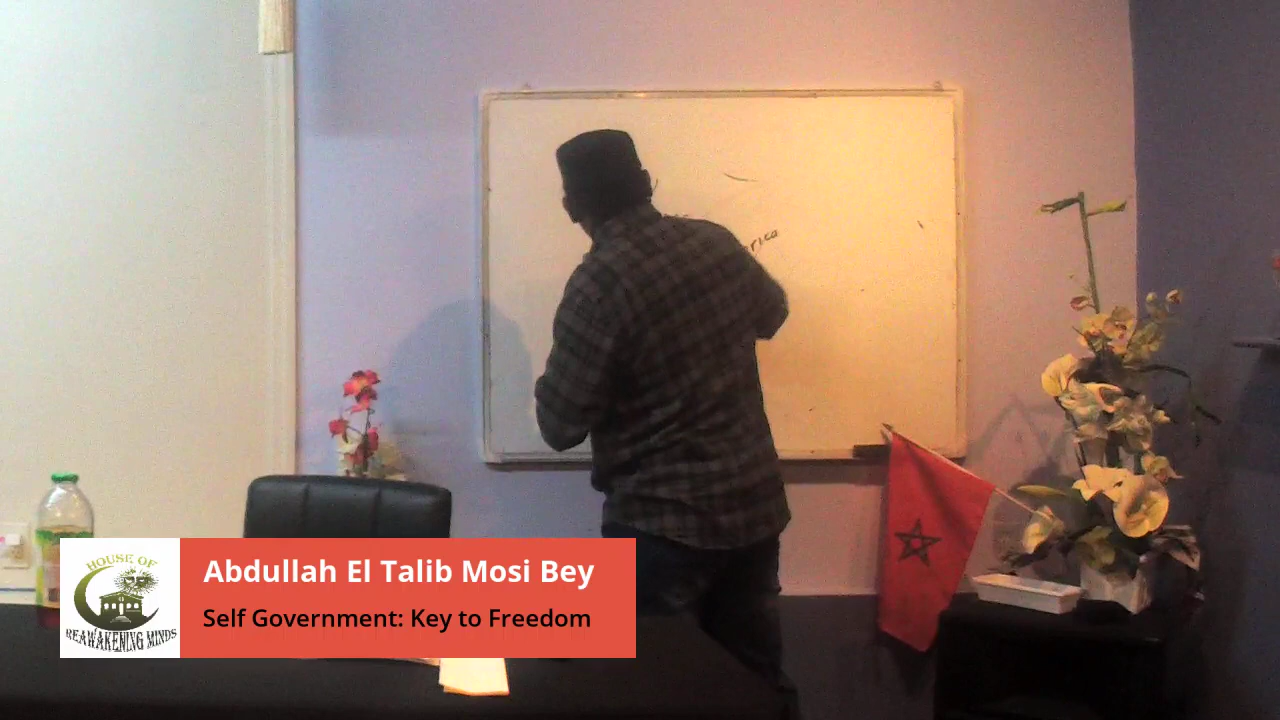 Abdullah El Talib Mosi Bey
Self Government: Key to Freedom
HOUSE OF
REAWAKENING MINDS